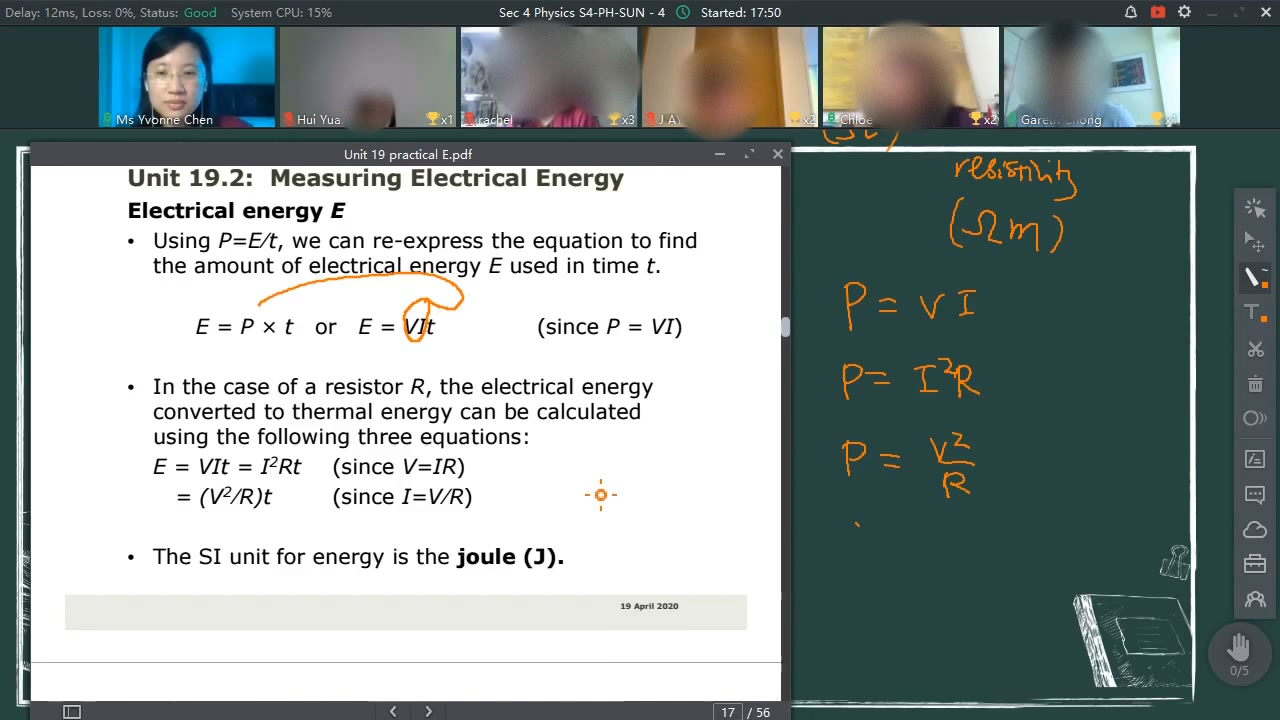 Delay: 12ms, Loss: 0%, Status: Good System CPU: 15% Sec 4 Physics S4-PH-SUN - 4 Started: 17:50
Ms Yvonne Chen
Hui Yua
x1
rachel
x3
J A
x2
Chloe
x2
Gareth Chong
Unit 19 practical E.pdf
Unit 19.2: Measuring Electrical Energy
Electrical energy E
• Using P=E/t, we can re-express the equation to find
the amount of electrical energy E used in time t.
E = P × t or E = VIt (since P = VI)
• In the case of a resistor R, the electrical energy
converted to thermal energy can be calculated
using the following three equations:
E = VIt = I²Rt (since V=IR)
= (V²/R)t (since I=V/R)
• The SI unit for energy is the joule (J).
19 April 2020
17 / 56
resistivity
(Ωm)
P = VI
P = I²R
P = V²/R
0/5